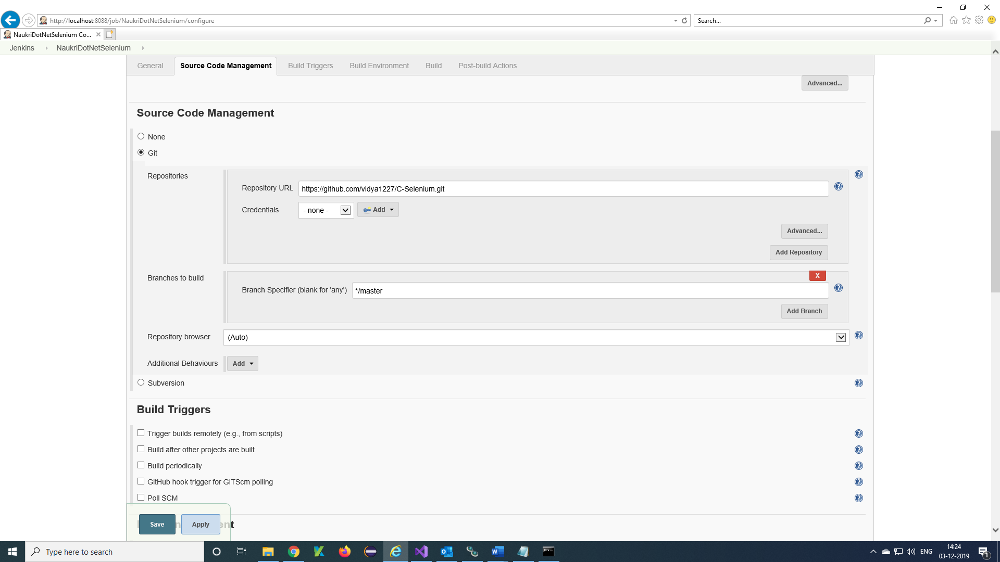 http://localhost:8088/job/NaukriDotNetSelenium/configure
Search...
NaukriDotNetSelenium Co...
Jenkins NaukriDotNetSelenium
General Source Code Management Build Triggers Build Environment Build Post-build Actions
Advanced...
Source Code Management
None
Git
Repositories
Repository URL https://github.com/vidya1227/C-Selenium.git
Credentials - none - Add
Advanced...
Add Repository
Branches to build
X
Branch Specifier (blank for 'any') */master
Add Branch
Repository browser (Auto)
Additional Behaviours Add
Subversion
Build Triggers
Trigger builds remotely (e.g., from scripts)
Build after other projects are built
Build periodically
GitHub hook trigger for GITScm polling
Poll SCM
Save Apply
Type here to search
ENG
14:24
03-12-2019
1